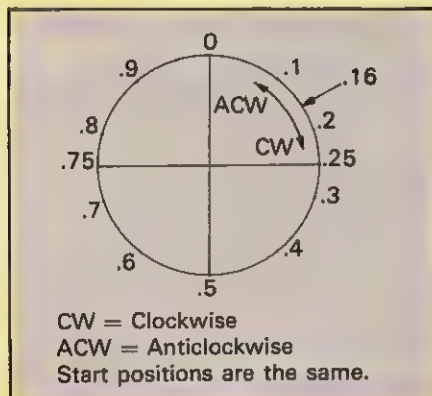 0
.9 .1
.16
ACW
.8 .2
CW
.75 .25
.7 .3
.6 .4
.5
CW = Clockwise
ACW = Anticlockwise
Start positions are the same.